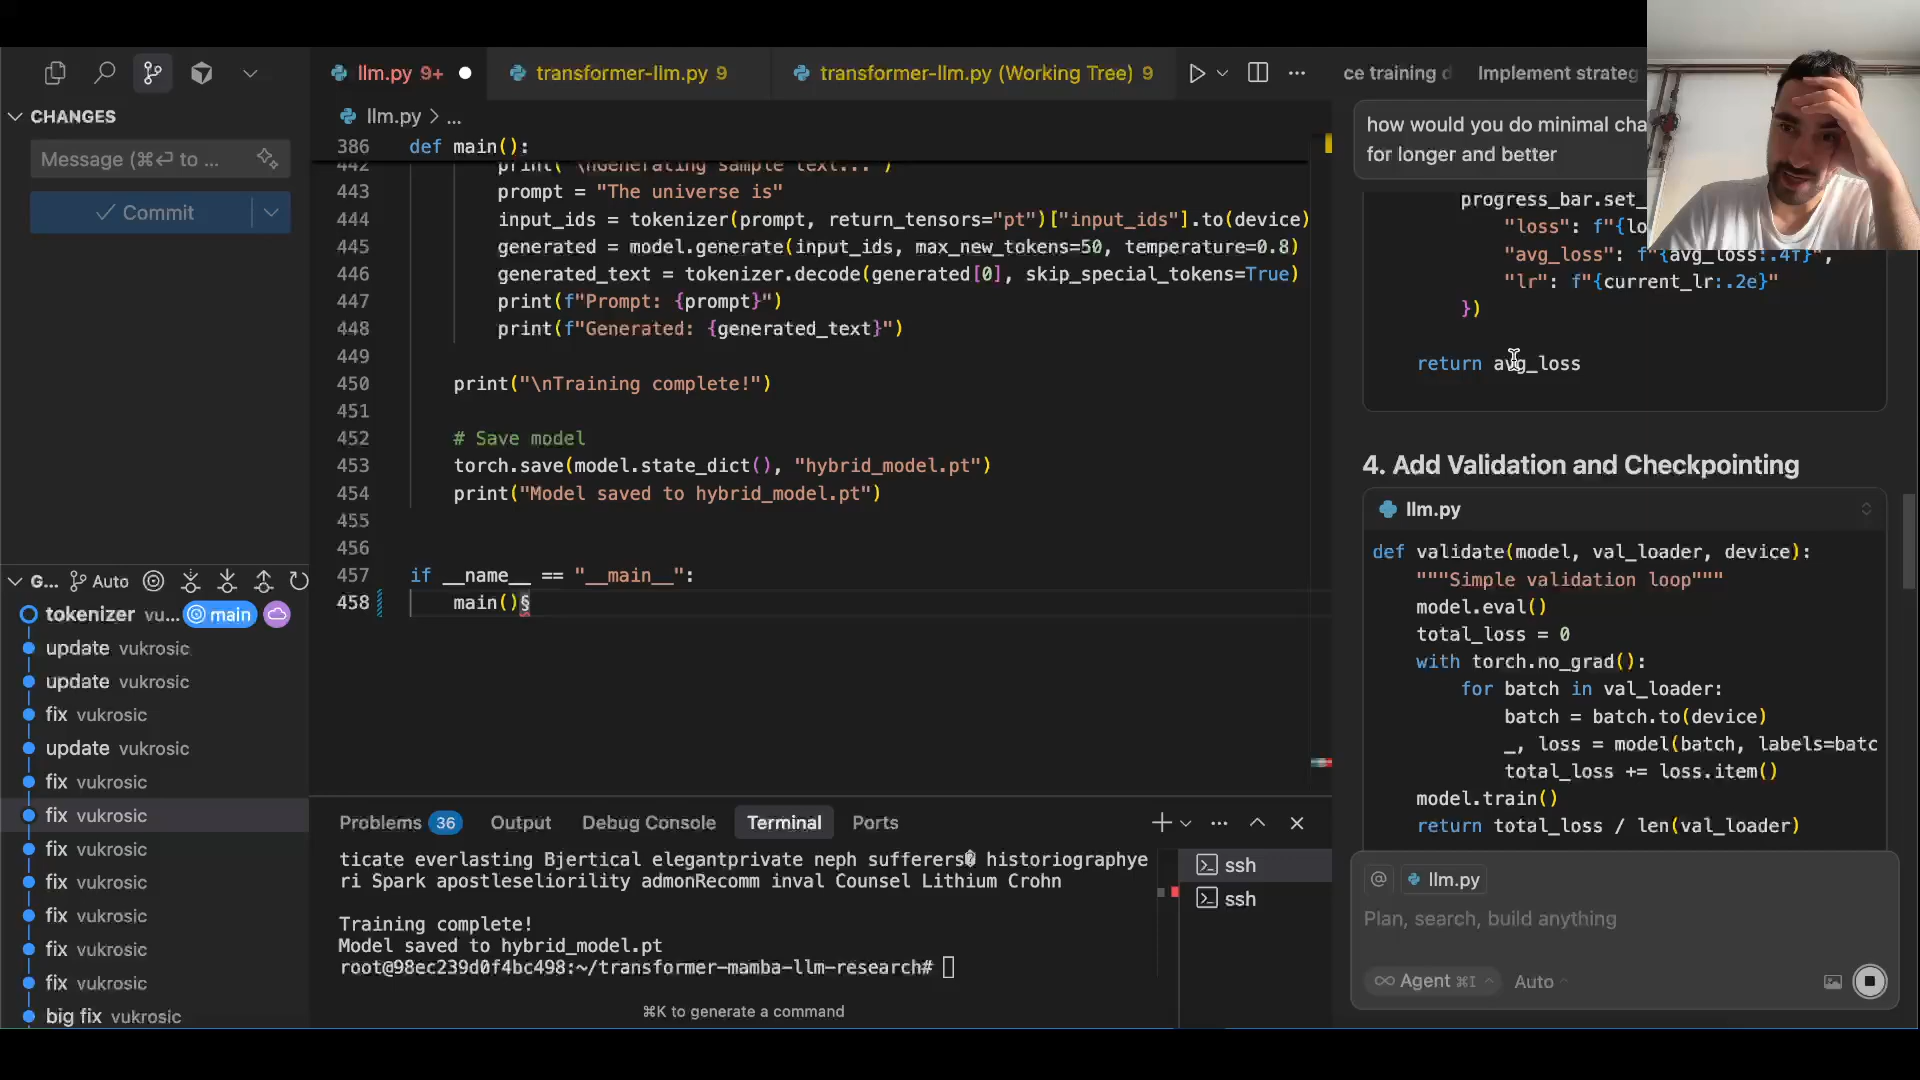 llm.py 9+
transformer-llm.py 9
transformer-llm.py (Working Tree) 9
ce training d
Implement strateg
CHANGES
llm.py > ...
Message (⌘⏎ to ...
Commit
386 def main():
442 print("\nGenerating sample text...")
443 prompt = "The universe is"
444 input_ids = tokenizer(prompt, return_tensors="pt")["input_ids"].to(device)
445 generated = model.generate(input_ids, max_new_tokens=50, temperature=0.8)
446 generated_text = tokenizer.decode(generated[0], skip_special_tokens=True)
447 print(f"Prompt: {prompt}")
448 print(f"Generated: {generated_text}")
449
450 print("\nTraining complete!")
451
452 # Save model
453 torch.save(model.state_dict(), "hybrid_model.pt")
454 print("Model saved to hybrid_model.pt")
455
456
457 if __name__ == "__main__":
458 main()§
G... Auto
tokenizer vu... main
update vukrosic
update vukrosic
fix vukrosic
update vukrosic
fix vukrosic
fix vukrosic
fix vukrosic
fix vukrosic
fix vukrosic
fix vukrosic
fix vukrosic
big fix vukrosic
Problems 36 Output Debug Console Terminal Ports
ticate everlasting Bjertical elegantprivate neph sufferers� historiographye
ri Spark apostleseliorility admonRecomm inval Counsel Lithium Crohn
Training complete!
Model saved to hybrid_model.pt
root@98ec239d0f4bc498:~/transformer-mamba-llm-research#
⌘K to generate a command
ssh
ssh
how would you do minimal cha
for longer and better
progress_bar.set_
"loss": f"{lo
"avg_loss": f"{avg_loss:.4f}",
"lr": f"{current_lr:.2e}"
})
return avg_loss
4. Add Validation and Checkpointing
llm.py
def validate(model, val_loader, device):
"""Simple validation loop"""
model.eval()
total_loss = 0
with torch.no_grad():
for batch in val_loader:
batch = batch.to(device)
_, loss = model(batch, labels=batc
total_loss += loss.item()
model.train()
return total_loss / len(val_loader)
@ llm.py
Plan, search, build anything
∞ Agent ⌘I Auto